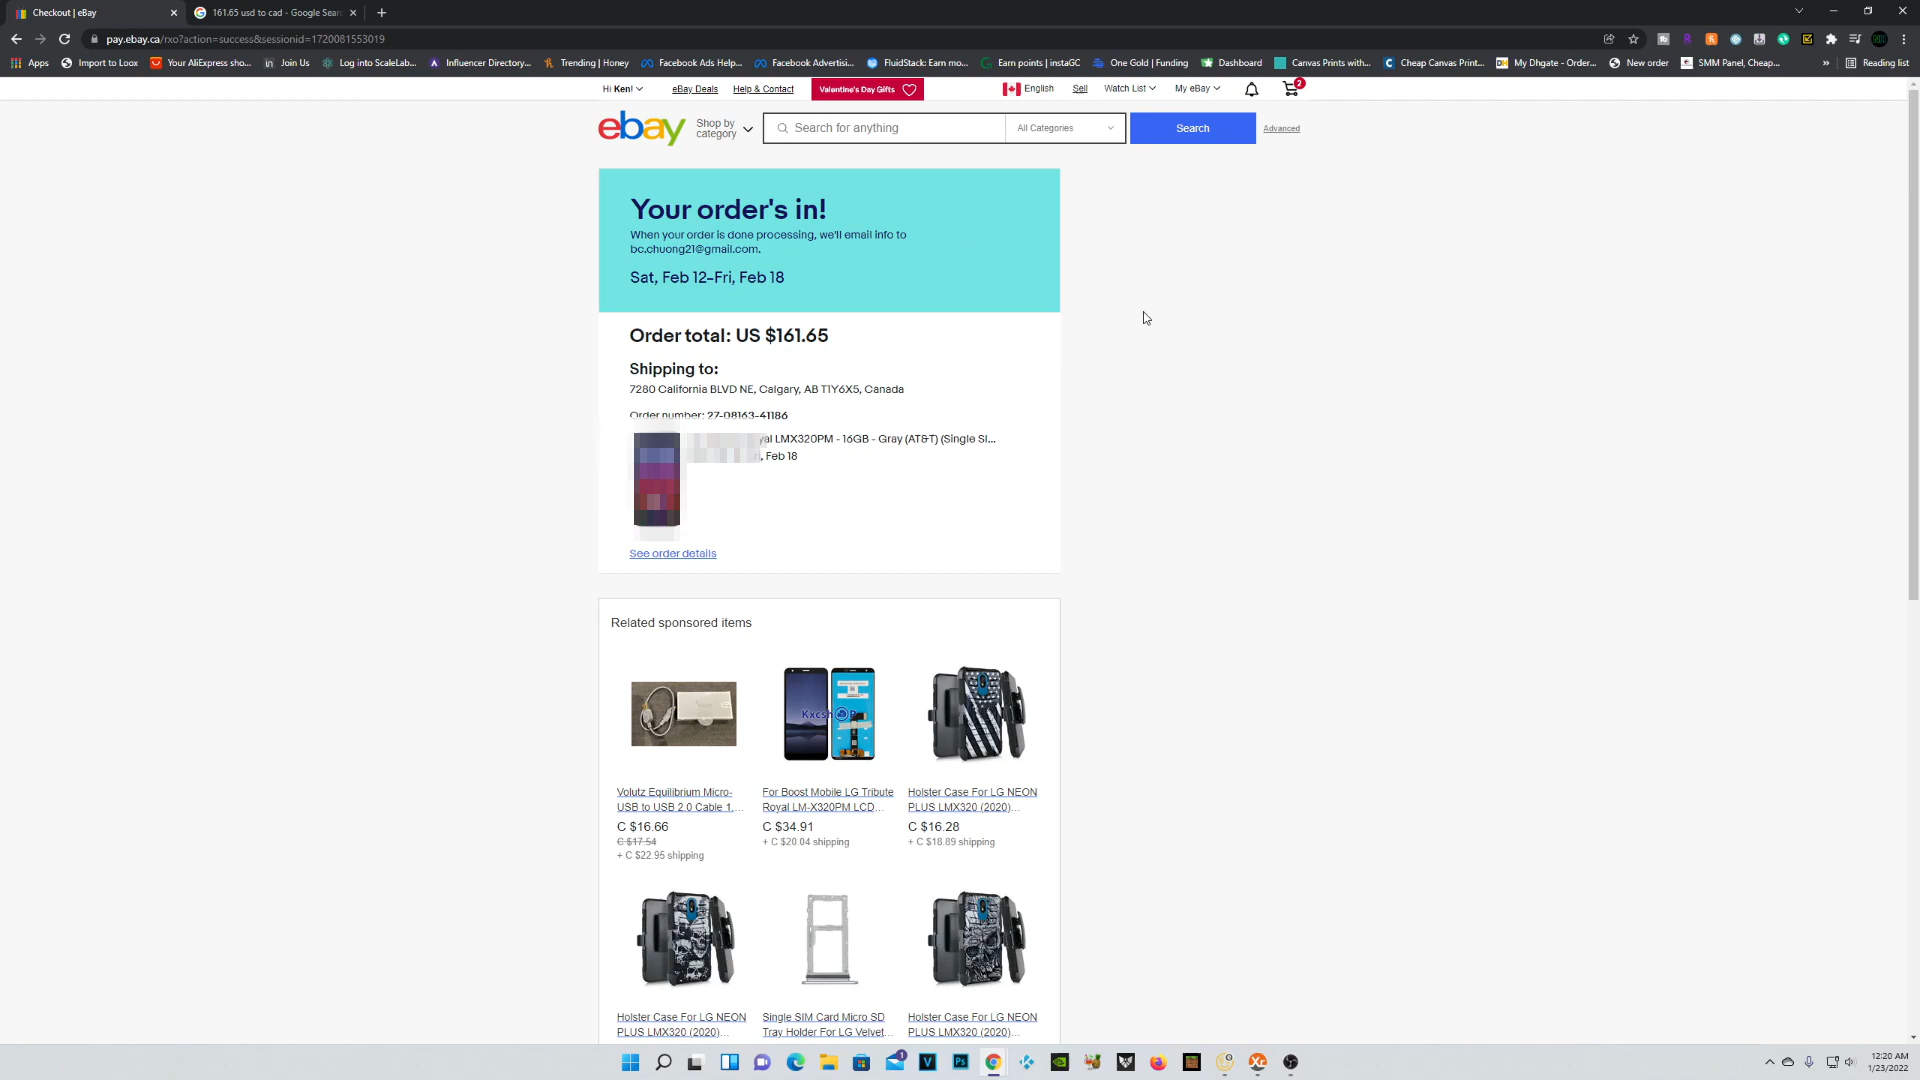 Checkout | eBay
161.65 usd to cad - Google Sear
pay.ebay.ca/rxo?action=success&sessionid=1720081553019
Apps
Import to Loox
Your AliExpress sho...
Join Us
Log into ScaleLab...
Influencer Directory...
Trending | Honey
Facebook Ads Help...
Facebook Advertisi...
FluidStack: Earn mo...
Earn points | instaGC
One Gold | Funding
Dashboard
Canvas Prints with...
Cheap Canvas Print...
My Dhgate - Order...
New order
SMM Panel, Cheap...
»
Reading list
Hi Ken!
eBay Deals
Help & Contact
Valentine's Day Gifts
English
Sell
Watch List
My eBay
2
ebay
Shop by
category
Search for anything
All Categories
Search
Advanced
Your order's in!
When your order is done processing, we'll email info to
bc.chuong21@gmail.com.
Sat, Feb 12–Fri, Feb 18
Order total: US $161.65
Shipping to:
7280 California BLVD NE, Calgary, AB T1Y6X5, Canada
Order number: 27-08163-41186
yal LMX320PM - 16GB - Gray (AT&T) (Single SI...
, Feb 18
See order details
Related sponsored items
Kxcshop
Volutz Equilibrium Micro-
USB to USB 2.0 Cable 1....
C $16.66
C $17.54
+ C $22.95 shipping
For Boost Mobile LG Tribute
Royal LM-X320PM LCD...
C $34.91
+ C $20.04 shipping
Holster Case For LG NEON
PLUS LMX320 (2020)...
C $16.28
+ C $18.89 shipping
Holster Case For LG NEON
PLUS LMX320 (2020)...
Single SIM Card Micro SD
Tray Holder For LG Velvet...
Holster Case For LG NEON
PLUS LMX320 (2020)...
12:20 AM
1/23/2022